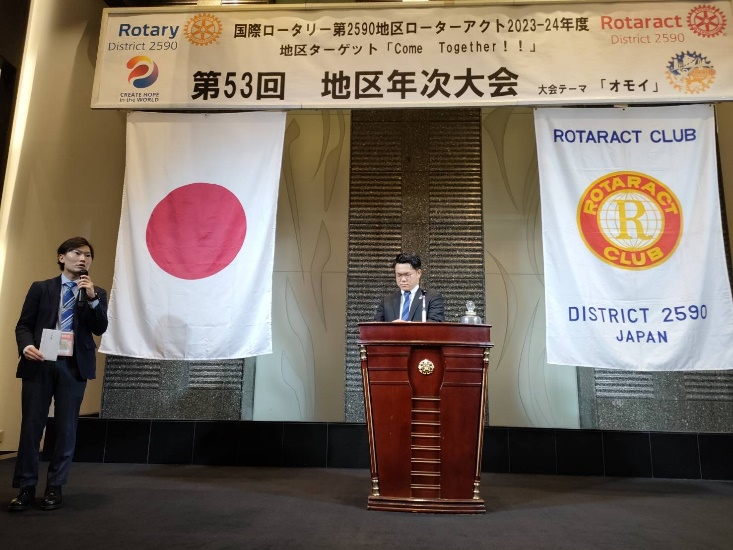 Rotary
District 2590
CREATE HOPE
in the WORLD
国際ロータリー第2590地区ローターアクト2023-24年度
地区ターゲット「Come Together!!」
第53回 地区年次大会 大会テーマ 「オモイ」
Rotaract
District 2590
ROTARACT CLUB
ROTARACT
R
CLUB
DISTRICT 2590
JAPAN